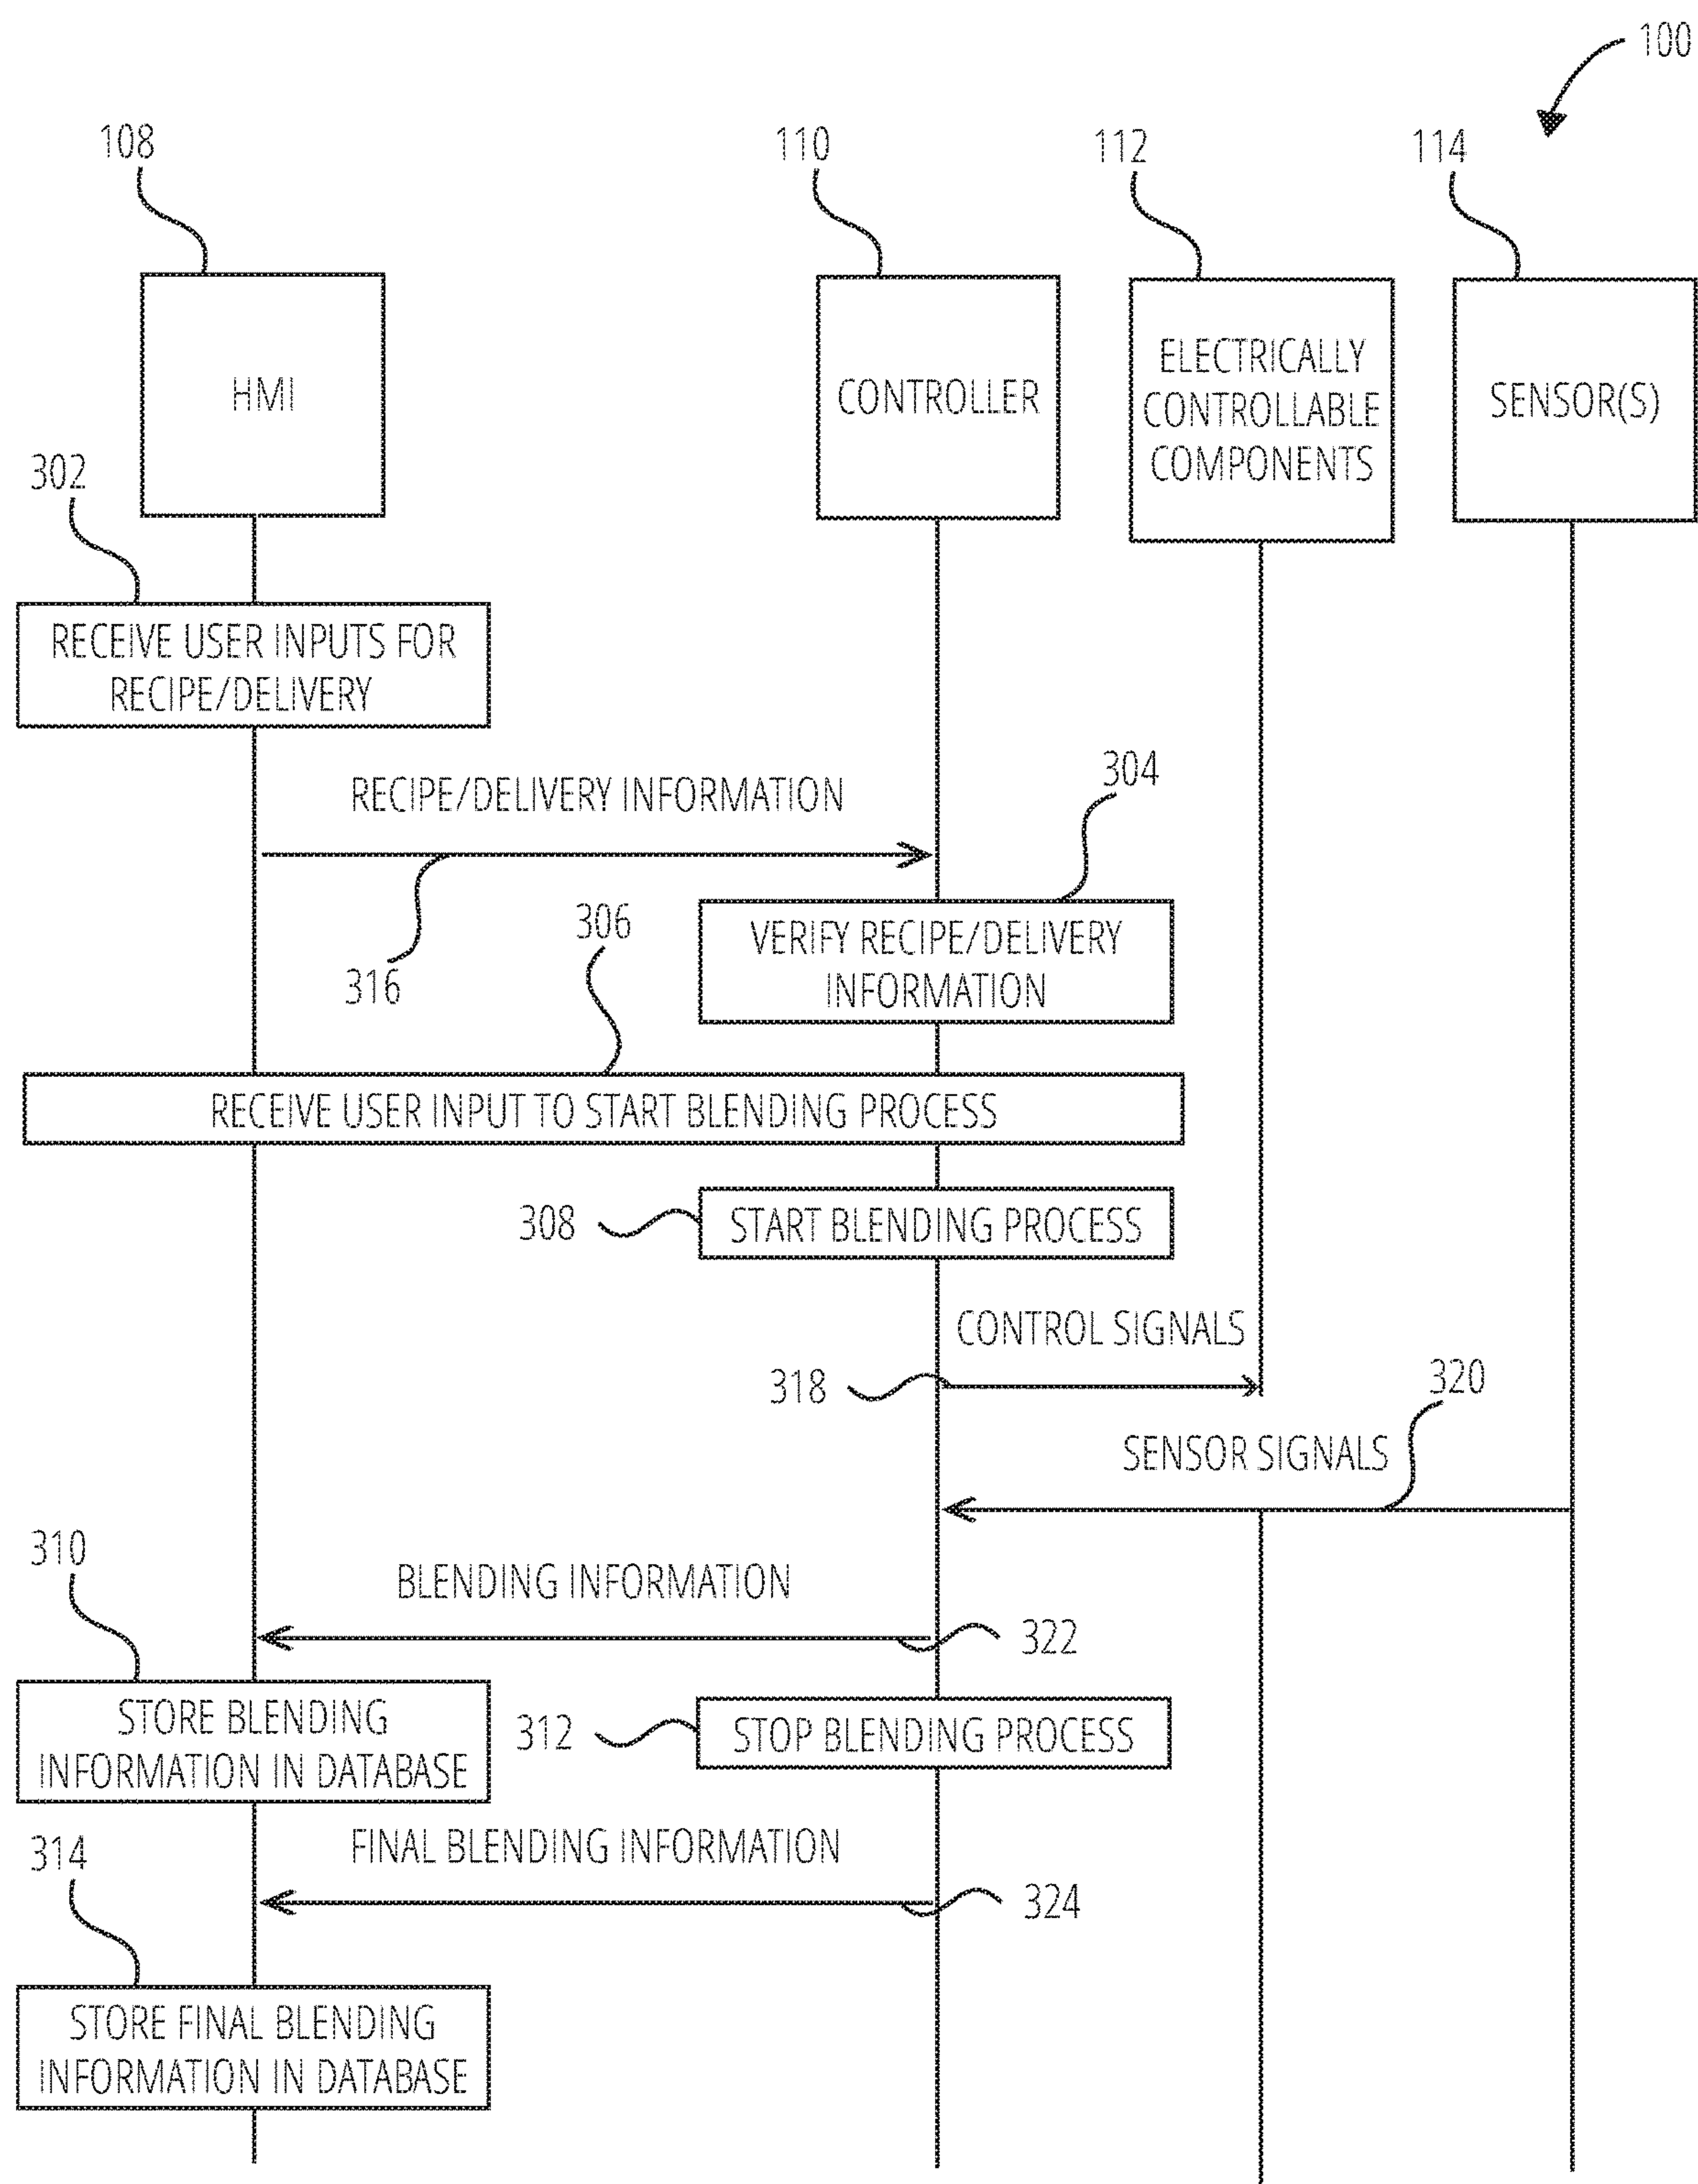 100
108
110
112
114
HMI
CONTROLLER
ELECTRICALLY
CONTROLLABLE
COMPONENTS
SENSOR(S)
302
RECEIVE USER INPUTS FOR
RECIPE/DELIVERY
RECIPE/DELIVERY INFORMATION
304
316
306
VERIFY RECIPE/DELIVERY
INFORMATION
RECEIVE USER INPUT TO START BLENDING PROCESS
308
START BLENDING PROCESS
CONTROL SIGNALS
318
320
SENSOR SIGNALS
310
BLENDING INFORMATION
322
STORE BLENDING
INFORMATION IN DATABASE
312
STOP BLENDING PROCESS
314
FINAL BLENDING INFORMATION
324
STORE FINAL BLENDING
INFORMATION IN DATABASE